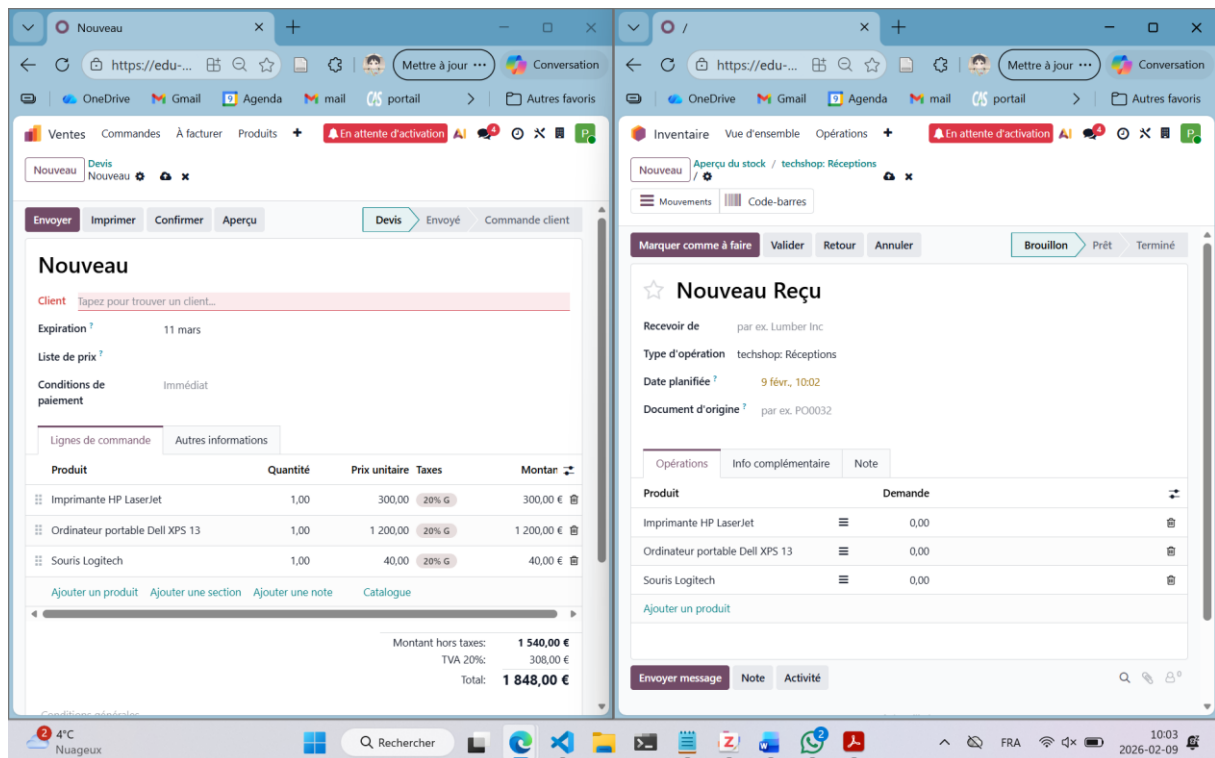 Nouveau
https://edu-...
Mettre à jour
Conversation
OneDrive Gmail Agenda mail portail Autres favoris
Ventes Commandes À facturer Produits En attente d'activation AI 4 P
Nouveau
Devis
Nouveau
Envoyer Imprimer Confirmer Aperçu Devis Envoyé Commande client
Nouveau
Client Tapez pour trouver un client...
Expiration ? 11 mars
Liste de prix ?
Conditions de paiement Immédiat
Lignes de commande Autres informations
Produit Quantité Prix unitaire Taxes Montan
Imprimante HP LaserJet 1,00 300,00 20% G 300,00 €
Ordinateur portable Dell XPS 13 1,00 1 200,00 20% G 1 200,00 €
Souris Logitech 1,00 40,00 20% G 40,00 €
Ajouter un produit Ajouter une section Ajouter une note Catalogue
Montant hors taxes: 1 540,00 €
TVA 20%: 308,00 €
Total: 1 848,00 €
Conditions générales
/
https://edu-...
Mettre à jour
Conversation
OneDrive Gmail Agenda mail portail Autres favoris
Inventaire Vue d'ensemble Opérations En attente d'activation AI 4 P
Nouveau
Aperçu du stock / techshop: Réceptions
/
Mouvements Code-barres
Marquer comme à faire Valider Retour Annuler Brouillon Prêt Terminé
Nouveau Reçu
Recevoir de par ex. Lumber Inc
Type d'opération techshop: Réceptions
Date planifiée ? 9 févr., 10:02
Document d'origine ? par ex. PO0032
Opérations Info complémentaire Note
Produit Demande
Imprimante HP LaserJet 0,00
Ordinateur portable Dell XPS 13 0,00
Souris Logitech 0,00
Ajouter un produit
Envoyer message Note Activité 0
2 4°C
Nuageux
Rechercher
2
FRA
10:03
2026-02-09